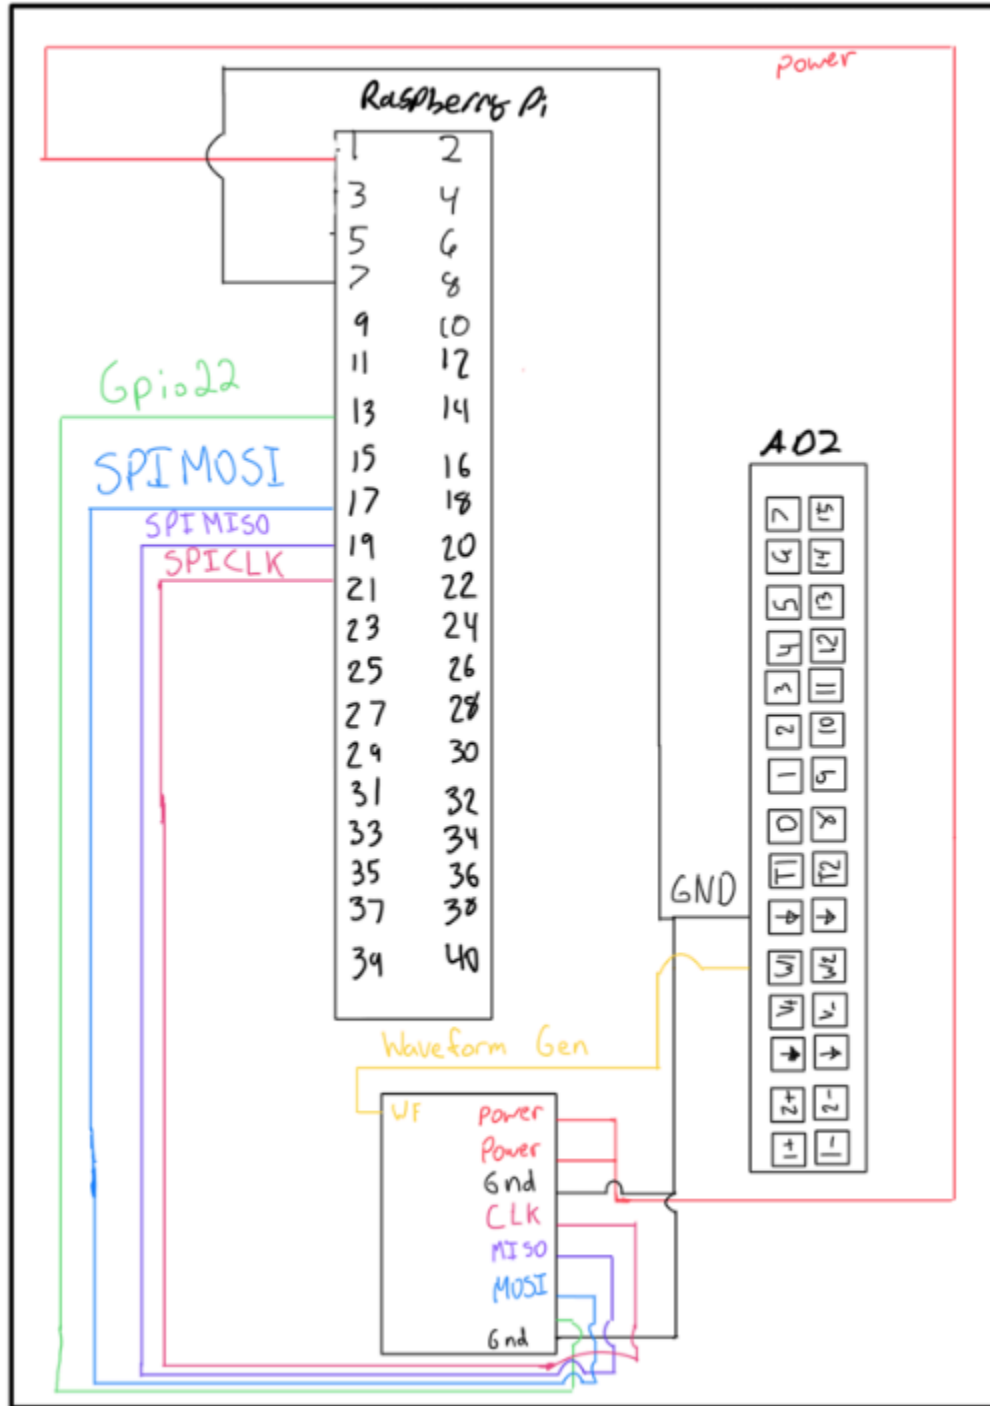 Power
Raspberry Pi
1 2
3 4
5 6
7 8
9 10
11 12
Gpio22
13 14
AD2
15 16
SPIMOSI
17 18
SPIMISO
19 20
SPICLK
21 22
23 24
25 26
27 28
29 30
31 32
33 34
35 36
37 38
39 40
7 15
6 14
5 13
4 12
3 11
2 10
1 9
0 8
T1 T2
GND
↑ ↑
W1 W2
V+ V-
↑ ↑
2+ 2-
1+ 1-
Waveform Gen
WF
Power
Power
Gnd
CLK
MISO
MOSI
Gnd